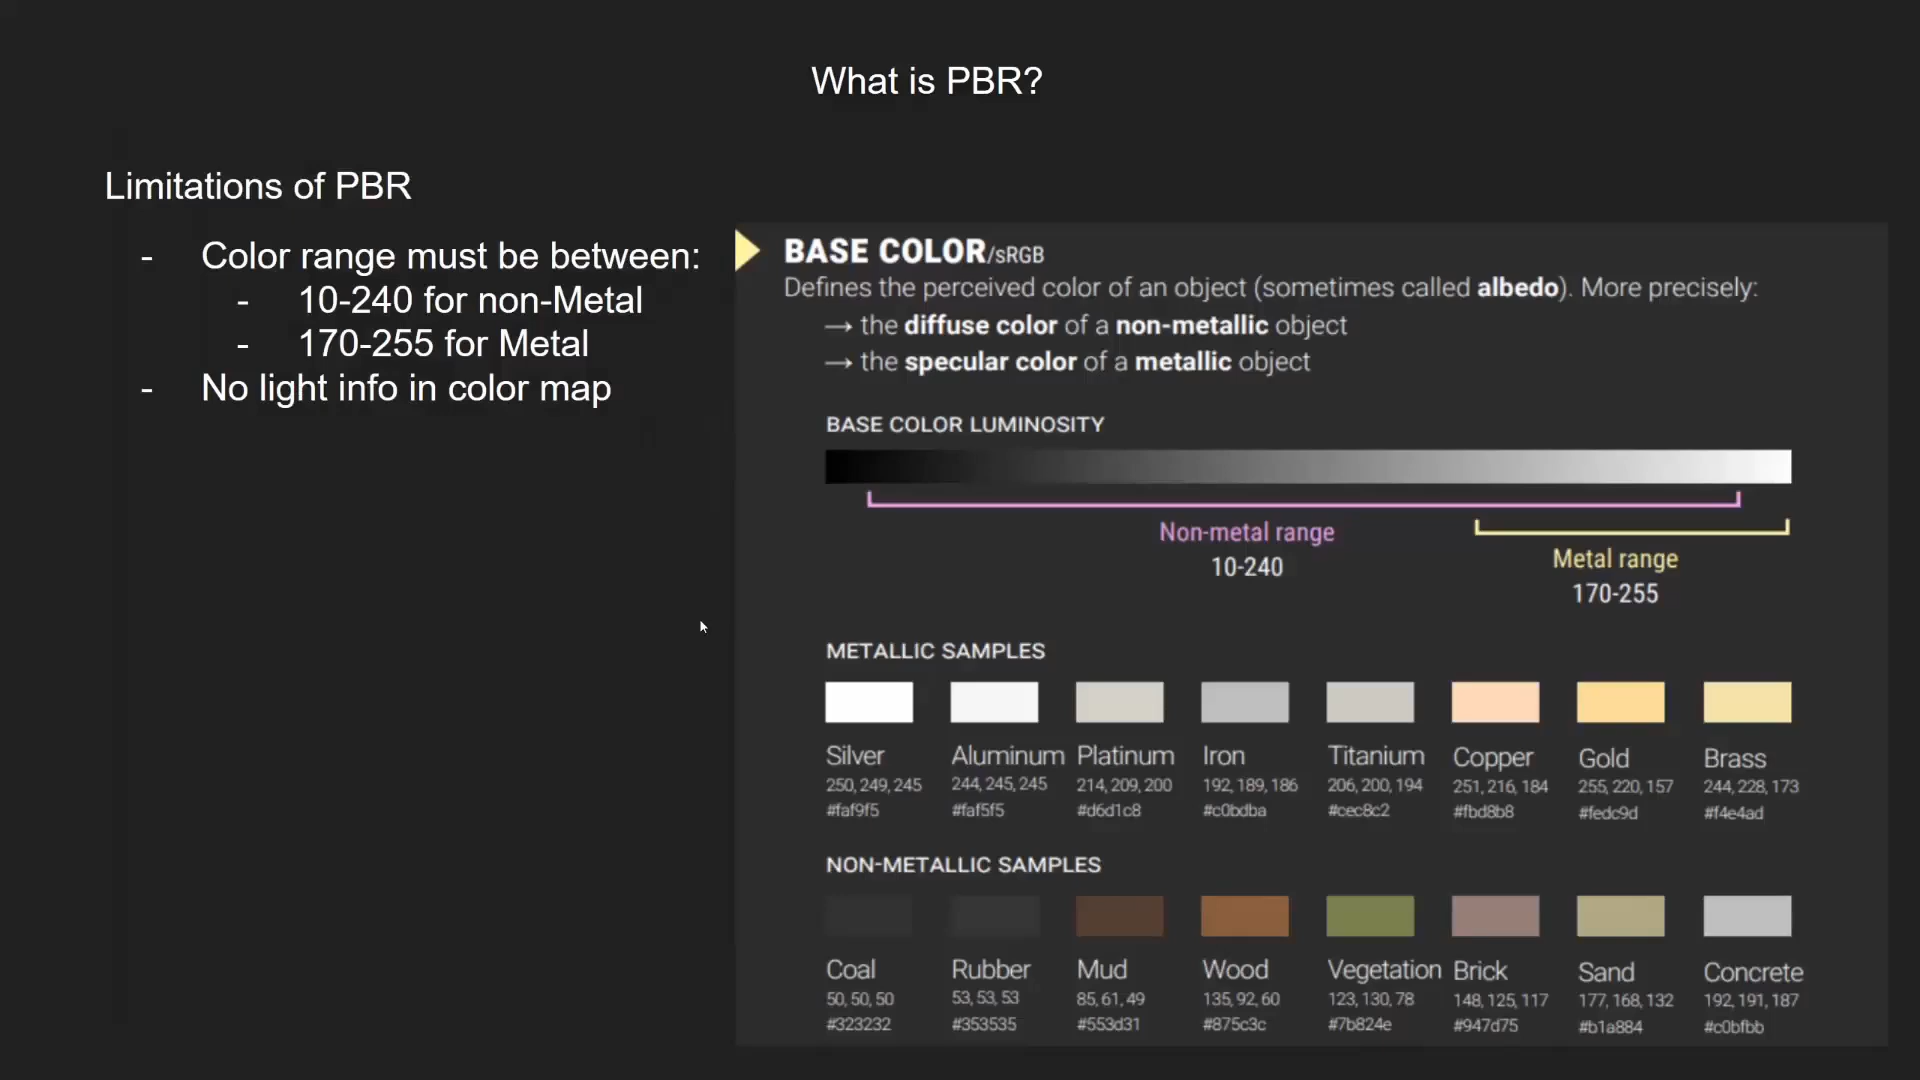 What is PBR?
Limitations of PBR
- Color range must be between:
- 10-240 for non-Metal
- 170-255 for Metal
- No light info in color map
BASE COLOR/sRGB
Defines the perceived color of an object (sometimes called albedo). More precisely:
→ the diffuse color of a non-metallic object
→ the specular color of a metallic object
BASE COLOR LUMINOSITY
Non-metal range
10-240
Metal range
170-255
METALLIC SAMPLES
Silver Aluminum Platinum Iron Titanium Copper Gold Brass
250, 249, 245 244, 245, 245 214, 209, 200 192, 189, 186 206, 200, 194 251, 216, 184 255, 220, 157 244, 228, 173
#faf9f5 #faf5f5 #d6d1c8 #c0bdba #cec8c2 #fbd8b8 #fedc9d #f4e4ad
NON-METALLIC SAMPLES
Coal Rubber Mud Wood Vegetation Brick Sand Concrete
50, 50, 50 53, 53, 53 85, 61, 49 135, 92, 60 123, 130, 78 148, 125, 117 177, 168, 132 192, 191, 187
#323232 #353535 #553d31 #875c3c #7b824e #947d75 #b1a884 #c0bfbb